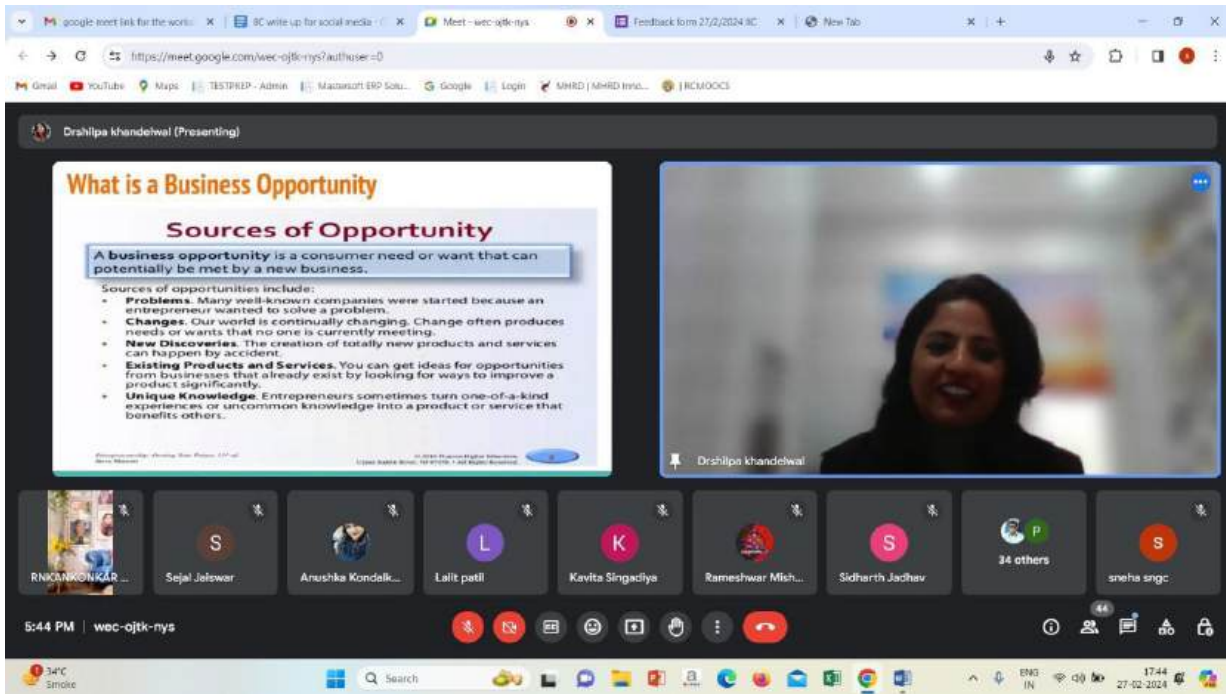 google meet link for the works
IIC write up for social media
Meet - wec-ojtk-nys
Feedback form 27/2/2024 IIC
New Tab
https://meet.google.com/wec-ojtk-nys?authuser=0
Gmail
YouTube
Maps
TESTPREP - Admin
Mastersoft ERP Solu...
Google
Login
MHRD | MHRD Inno...
| RCMOOCS
Drshilpa khandelwal (Presenting)
What is a Business Opportunity
Sources of Opportunity
A business opportunity is a consumer need or want that can
potentially be met by a new business.
Sources of opportunities include:
• Problems. Many well-known companies were started because an
entrepreneur wanted to solve a problem.
• Changes. Our world is continually changing. Change often produces
needs or wants that no one is currently meeting.
• New Discoveries. The creation of totally new products and services
can happen by accident.
• Existing Products and Services. You can get ideas for opportunities
from businesses that already exist by looking for ways to improve a
product significantly.
• Unique Knowledge. Entrepreneurs sometimes turn one-of-a-kind
experiences or uncommon knowledge into a product or service that
benefits others.
Drshilpa khandelwal
RNKANKONKAR ...
S
Sejal Jaiswar
Anushka Kondalk...
L
Lalit patil
K
Kavita Singadiya
Rameshwar Mish...
S
Sidharth Jadhav
P
34 others
s
sneha sngc
5:44 PM | wec-ojtk-nys
44
34°C
Smoke
Search
ENG
IN
17:44
27-02-2024